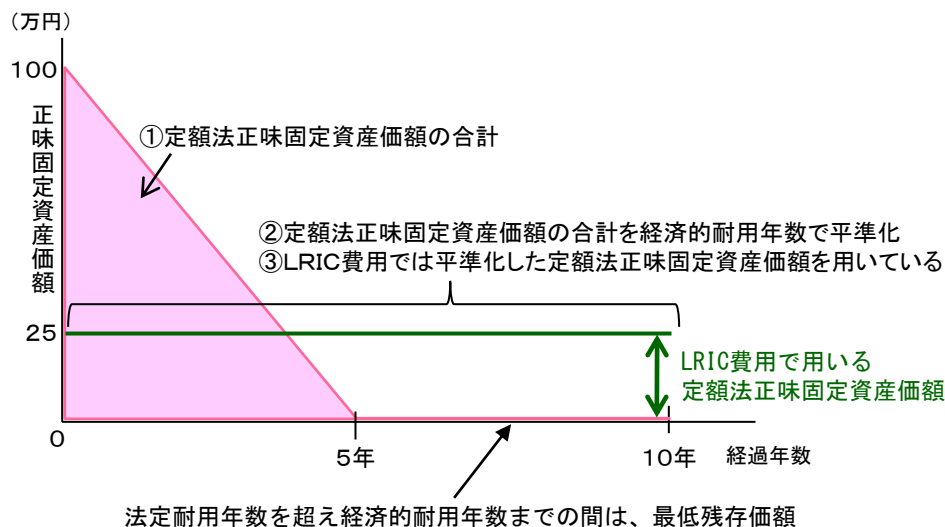 （万円）
100
正味固定資産価額
①定額法正味固定資産価額の合計
②定額法正味固定資産価額の合計を経済的耐用年数で平準化
③LRIC費用では平準化した定額法正味固定資産価額を用いている
25
LRIC費用で用いる
定額法正味固定資産価額
0
5年
10年
経過年数
法定耐用年数を超え経済的耐用年数までの間は、最低残存価額